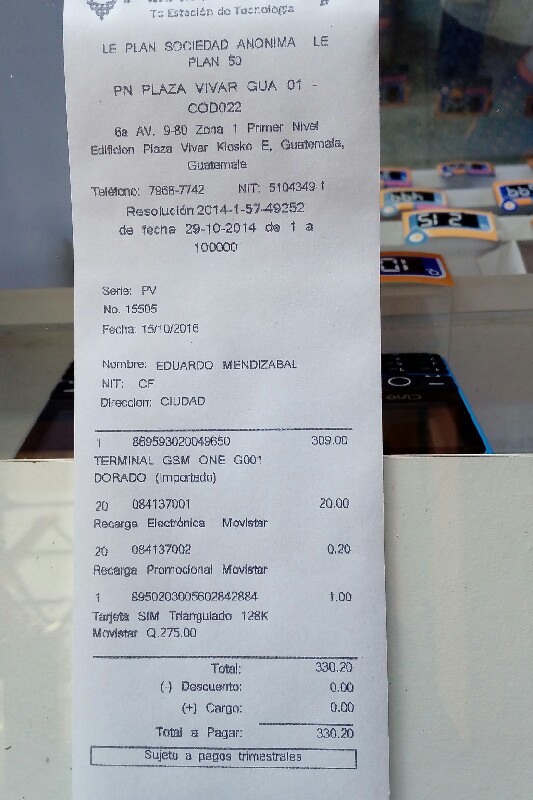 Tu Estación de Tecnología
LE PLAN SOCIEDAD ANONIMA LE
PLAN 50
PN PLAZA VIVAR GUA 01 -
COD022
6a AV. 9-80 Zona 1 Primer Nivel
Edificion Plaza Vivar Kiosko E, Guatemala,
Guatemala
Teléfono: 7968-7742 NIT: 5104349-1
Resolución 2014-1-57-49252
de fecha 29-10-2014 de 1 a
100000
Serie: PV
No. 15505
Fecha: 15/10/2016
Nombre: EDUARDO MENDIZABAL
NIT: CF
Direccion: CIUDAD
1 869593020049650 309.00
TERMINAL GSM ONE G001
DORADO (Importado)
20 084137001 20.00
Recarga Electrónica Movistar
20 084137002 0.20
Recarga Promocional Movistar
1 8950203005602842884 1.00
Tarjeta SIM Triangulado 128K
Movistar Q.275.00
Total: 330.20
(-) Descuento: 0.00
(+) Cargo: 0.00
Total a Pagar: 330.20
Sujeto a pagos trimestrales